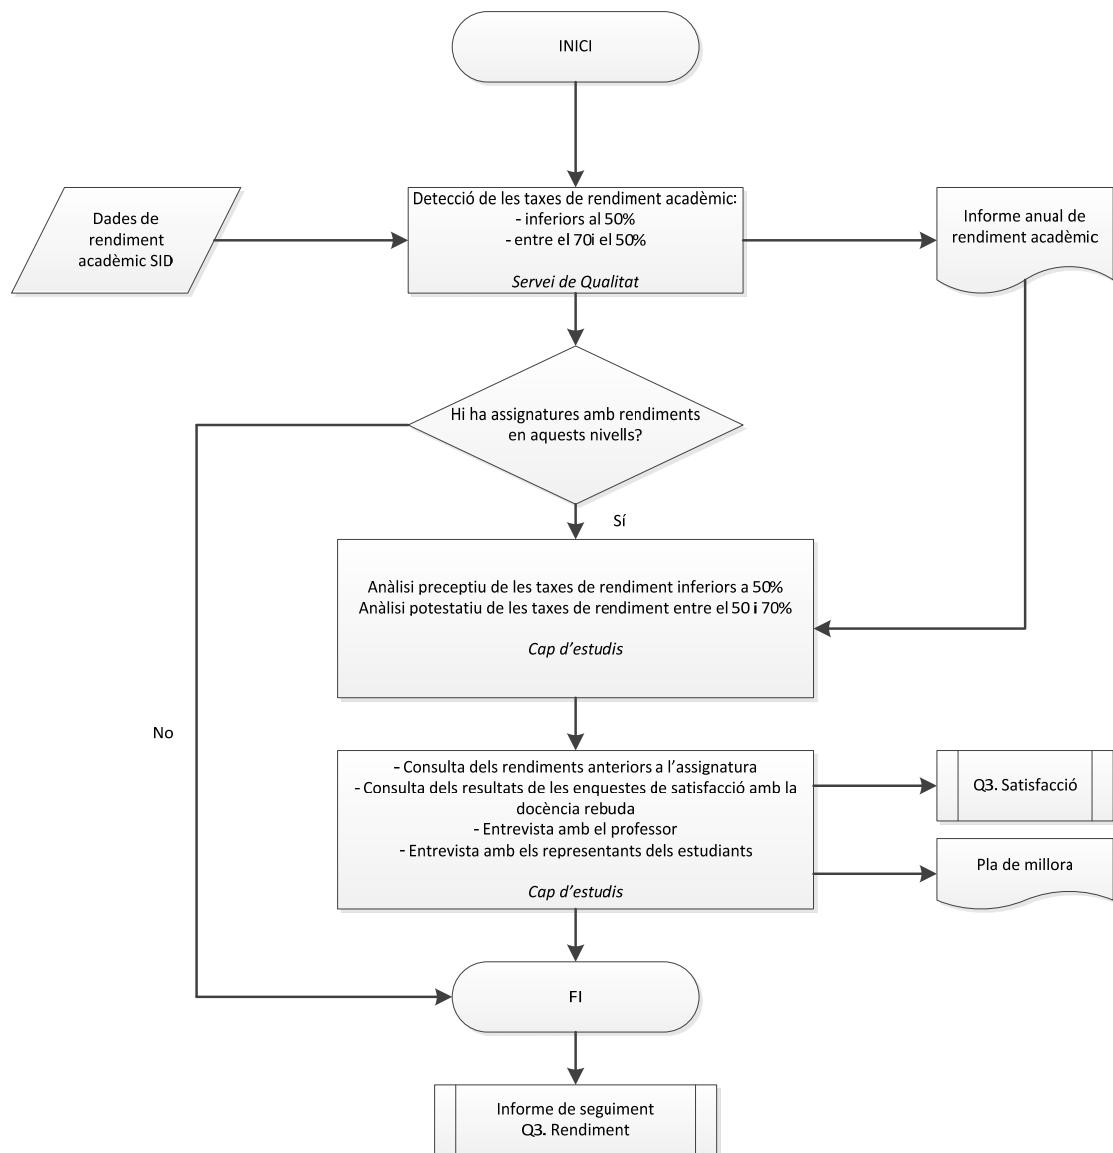 INICI
Dades de
rendiment
acadèmic SID
Detecció de les taxes de rendiment acadèmic:
- inferiors al 50%
- entre el 70i el 50%
Servei de Qualitat
Informe anual de
rendiment acadèmic
Hi ha assignatures amb rendiments
en aquests nivells?
Sí
Anàlisi preceptiu de les taxes de rendiment inferiors a 50%
Anàlisi potestatiu de les taxes de rendiment entre el 50 i 70%
Cap d'estudis
No
- Consulta dels rendiments anteriors a l'assignatura
- Consulta dels resultats de les enquestes de satisfacció amb la
docència rebuda
- Entrevista amb el professor
- Entrevista amb els representants dels estudiants
Cap d'estudis
Q3. Satisfacció
Pla de millora
FI
Informe de seguiment
Q3. Rendiment